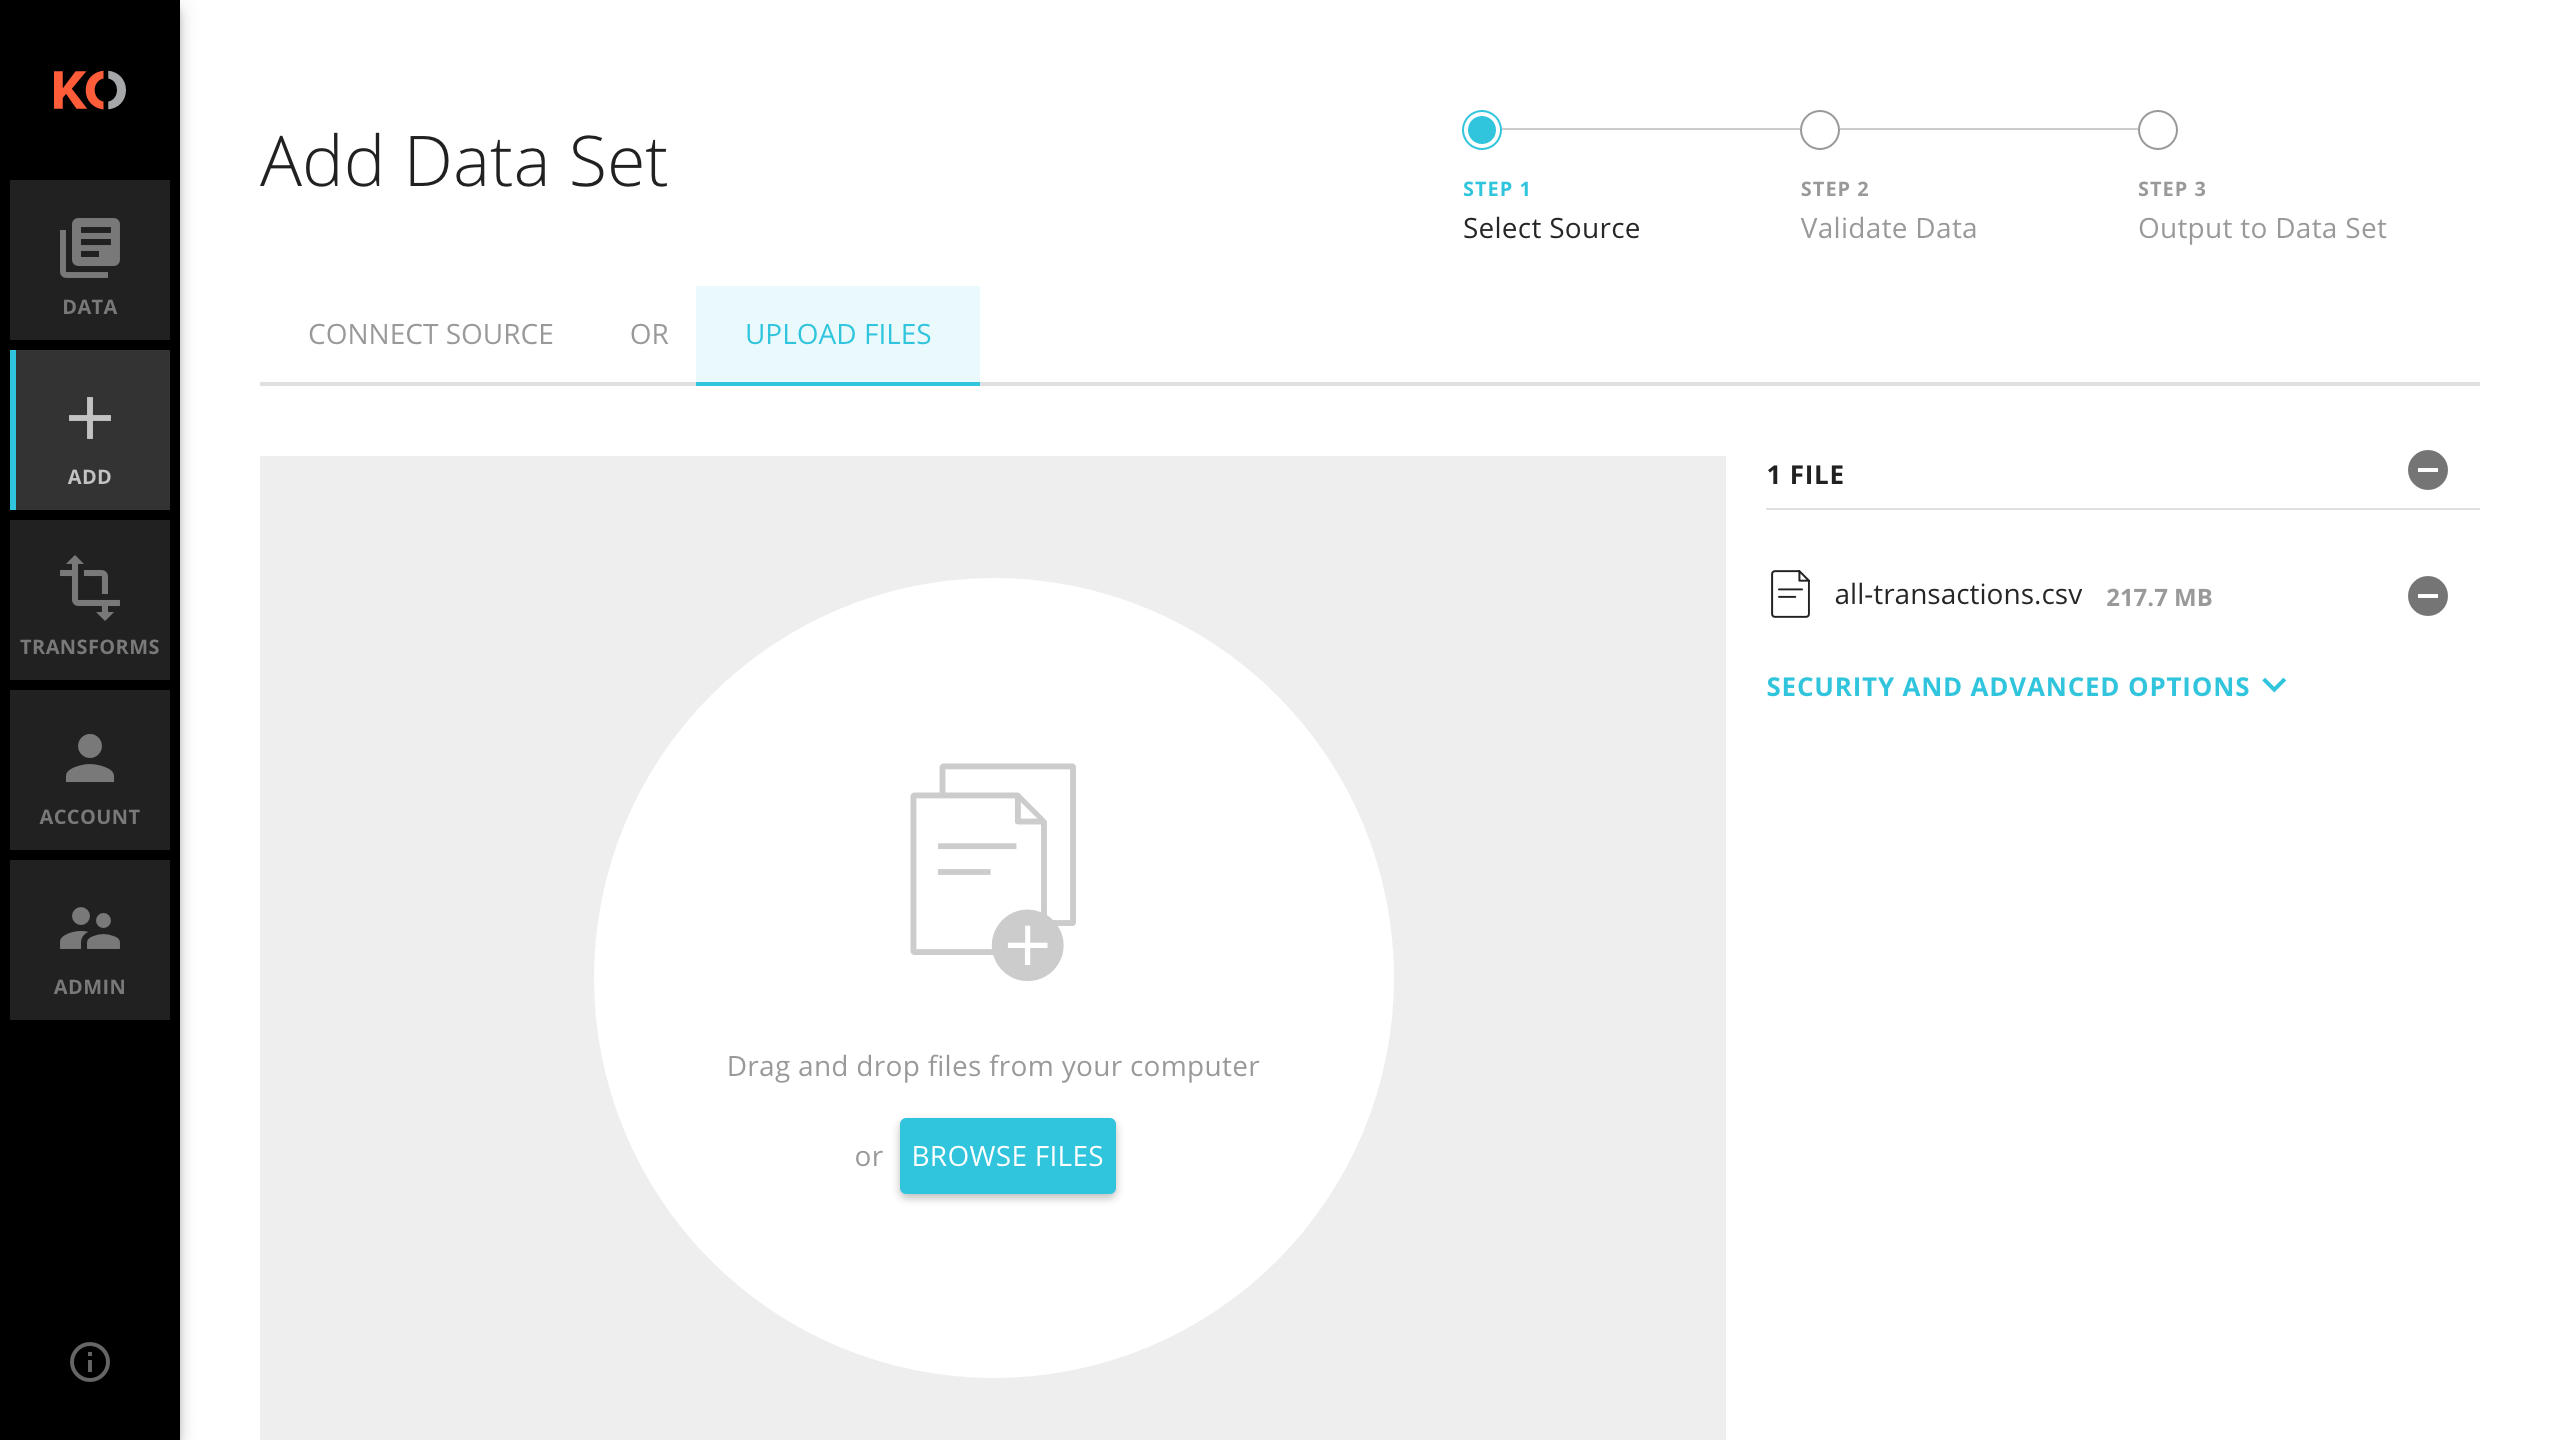 KO
DATA
ADD
TRANSFORMS
ACCOUNT
ADMIN
Add Data Set
STEP 1
Select Source
STEP 2
Validate Data
STEP 3
Output to Data Set
CONNECT SOURCE
OR
UPLOAD FILES
Drag and drop files from your computer
or
BROWSE FILES
1 FILE
all-transactions.csv 217.7 MB
SECURITY AND ADVANCED OPTIONS